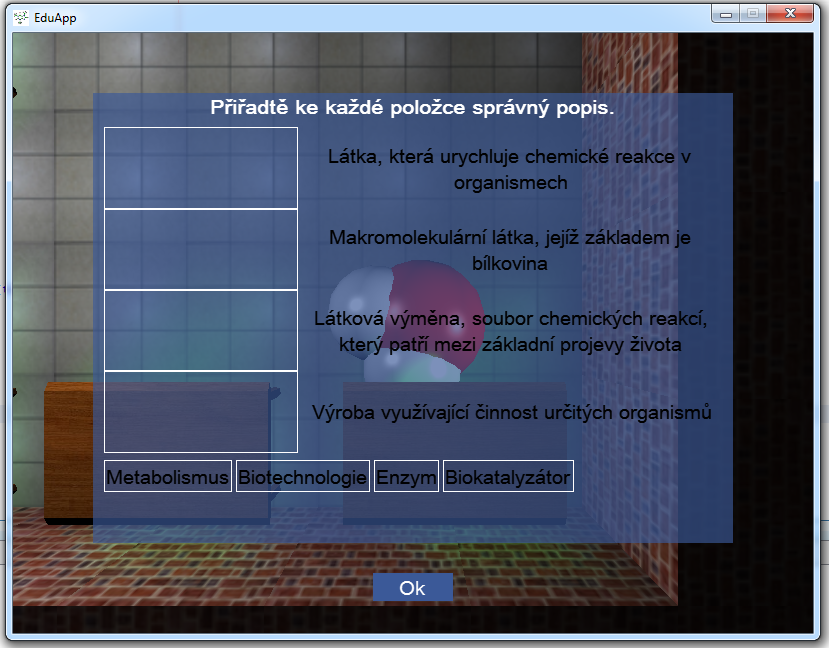 EduApp
Přiřadtě ke každé položce správný popis.
Látka, která urychluje chemické reakce v
organismech
Makromolekulární látka, jejíž základem je
bílkovina
Látková výměna, soubor chemických reakcí,
který patří mezi základní projevy života
Výroba využívající činnost určitých organismů
Metabolismus Biotechnologie Enzym Biokatalyzátor
Ok